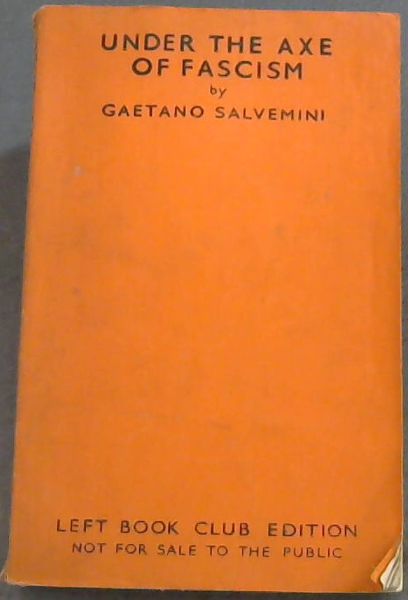 UNDER THE AXE
OF FASCISM
by
GAETANO SALVEMINI
LEFT BOOK CLUB EDITION
NOT FOR SALE TO THE PUBLIC